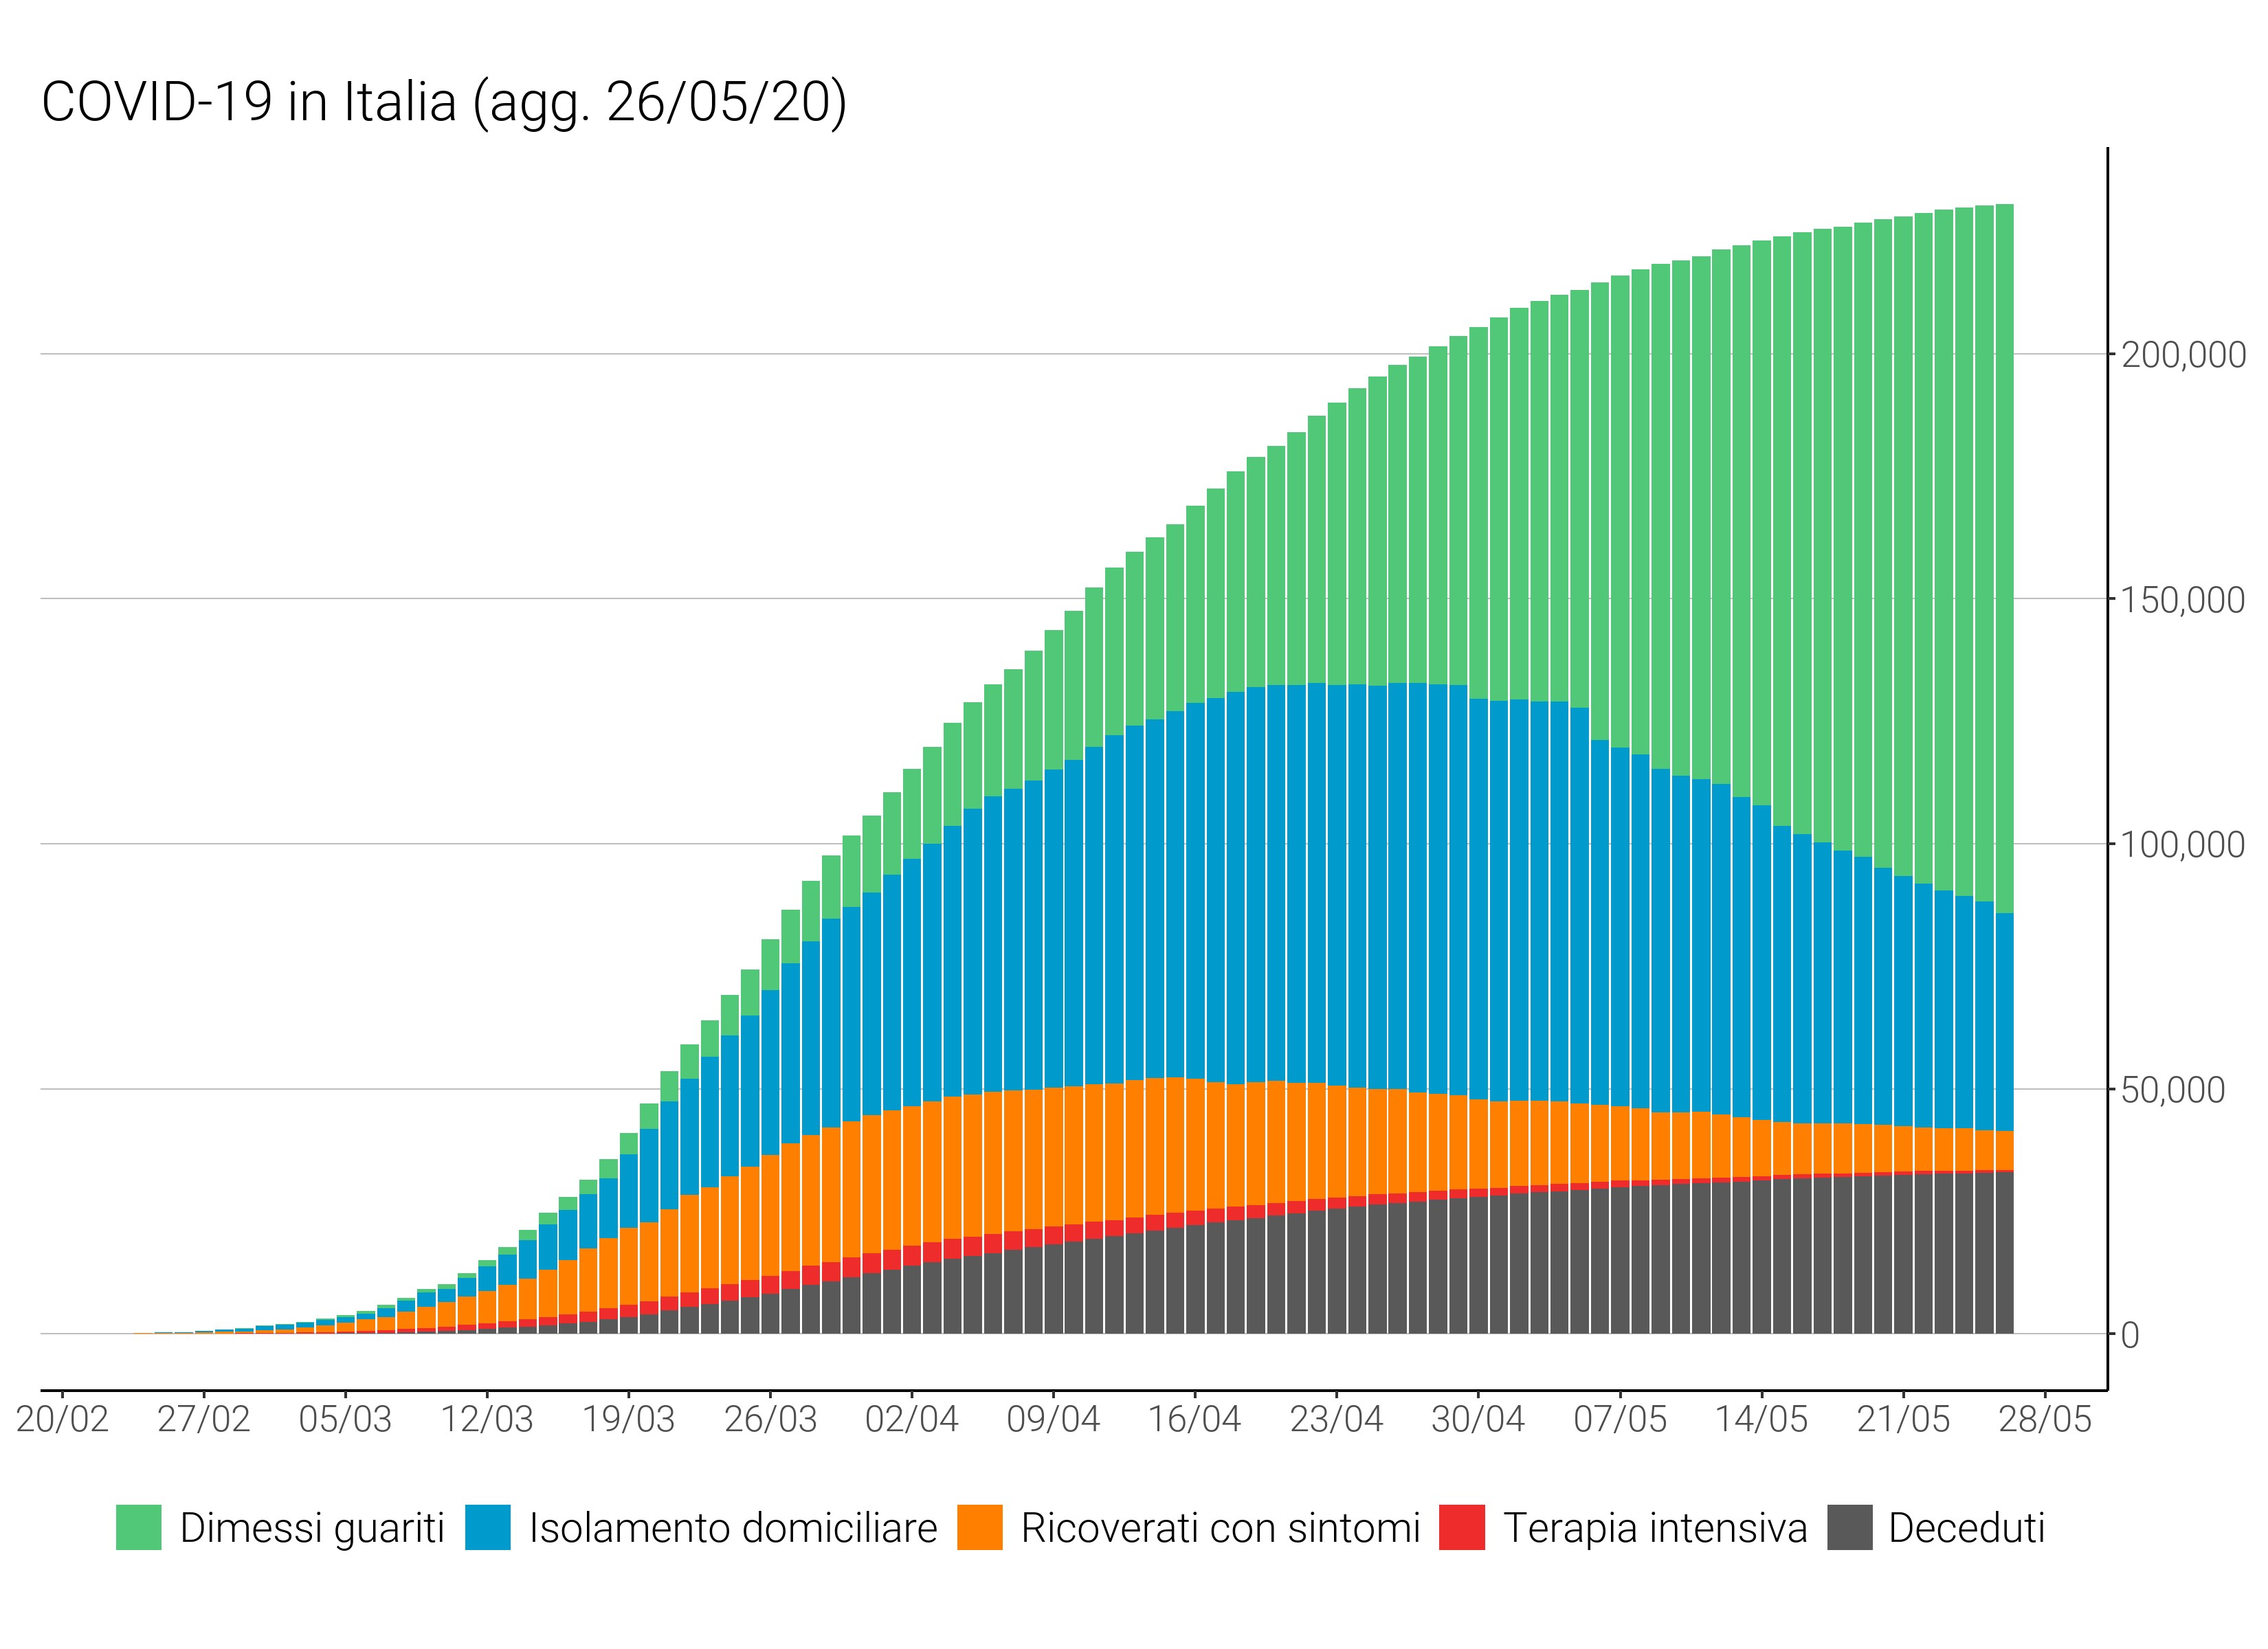 COVID-19 in Italia (agg. 26/05/20)
200,000
150,000
100,000
50,000
0
20/02 27/02 05/03 12/03 19/03 26/03 02/04 09/04 16/04 23/04 30/04 07/05 14/05 21/05 28/05
Dimessi guariti Isolamento domiciliare Ricoverati con sintomi Terapia intensiva Deceduti